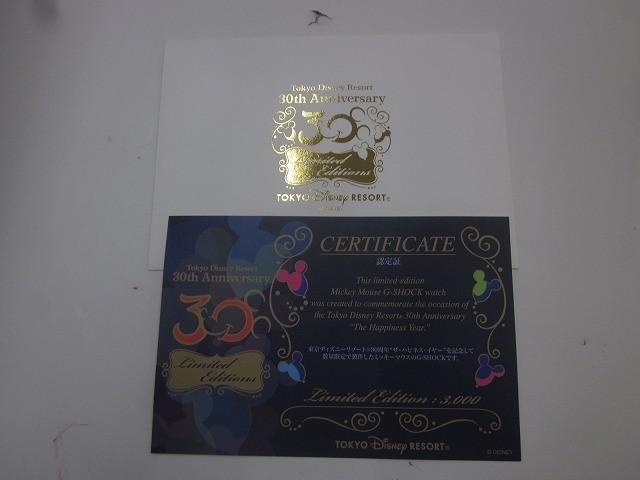 Tokyo Disney Resort
30th Anniversary
30
Limited
Editions
TOKYO Disney RESORT®
Tokyo Disney Resort
30th Anniversary
30
Limited
Editions
CERTIFICATE
認定証
This limited-edition
Mickey Mouse G-SHOCK watch
was created to commemorate the occasion of
the Tokyo Disney Resort® 30th Anniversary
"The Happiness Year."
東京ディズニーリゾート®30周年"ザ・ハピネス・イヤー"を記念して
数量限定で製作したミッキーマウスのG-SHOCKです。
Limited Edition : 3,000
TOKYO Disney RESORT®
© DISNEY